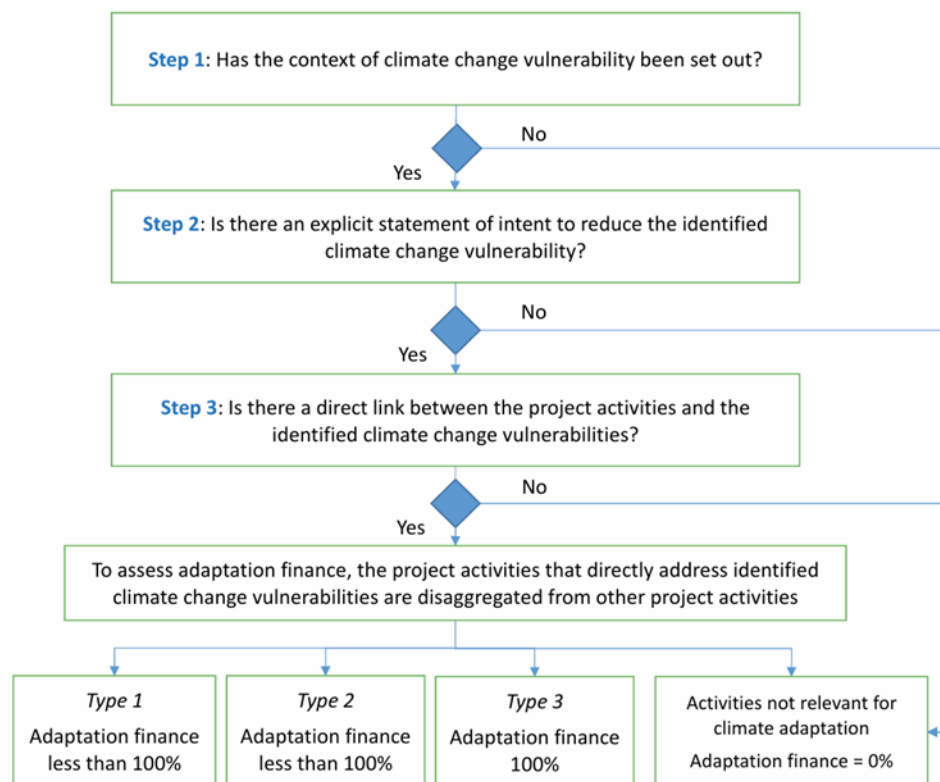 Step 1: Has the context of climate change vulnerability been set out?
No
Yes
Step 2: Is there an explicit statement of intent to reduce the identified
climate change vulnerability?
No
Yes
Step 3: Is there a direct link between the project activities and the
identified climate change vulnerabilities?
No
Yes
To assess adaptation finance, the project activities that directly address identified
climate change vulnerabilities are disaggregated from other project activities
Type 1
Adaptation finance
less than 100%
Type 2
Adaptation finance
less than 100%
Type 3
Adaptation finance
100%
Activities not relevant for
climate adaptation
Adaptation finance = 0%